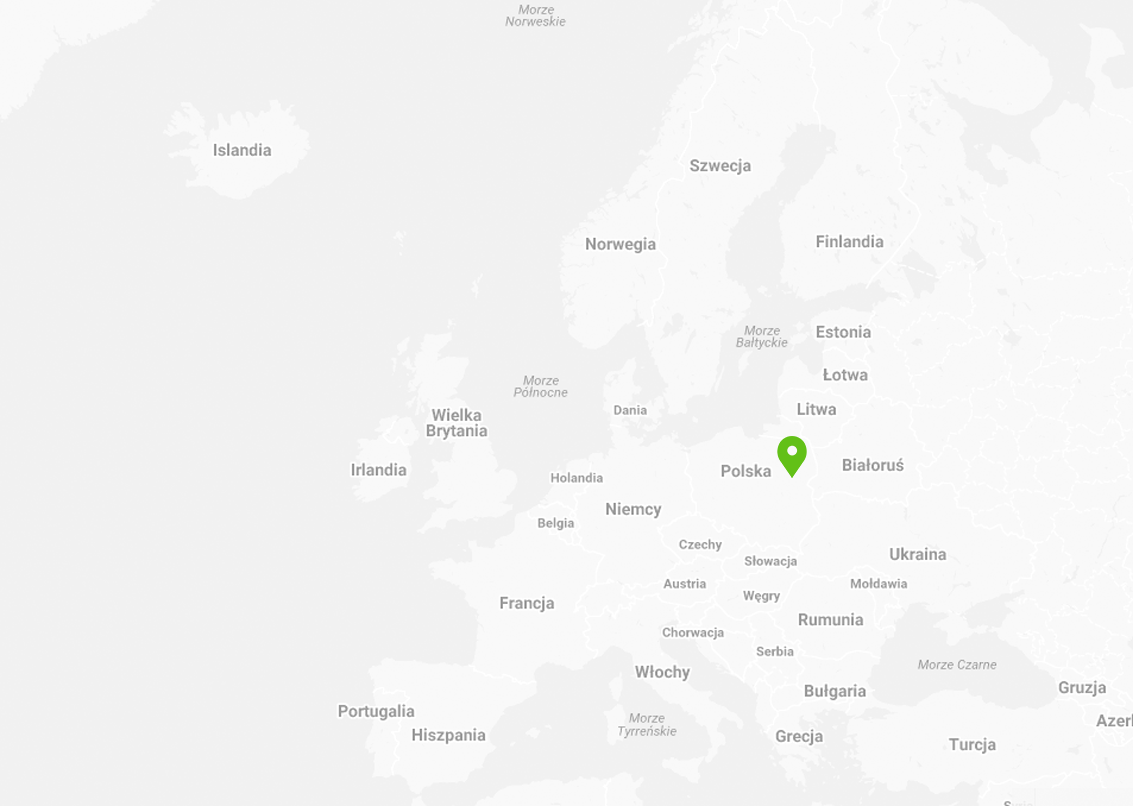 Morze
Norweskie
Islandia
Szwecja
Norwegia
Finlandia
Morze
Bałtyckie
Estonia
Morze
Północne
Łotwa
Dania
Litwa
Wielka
Brytania
Irlandia
Holandia
Polska
Białoruś
Niemcy
Belgia
Czechy
Słowacja
Ukraina
Austria
Węgry
Mołdawia
Francja
Rumunia
Chorwacja
Serbia
Włochy
Morze Czarne
Bułgaria
Gruzja
Portugalia
Hiszpania
Morze
Tyrreńskie
Grecja
Azerb
Turcja